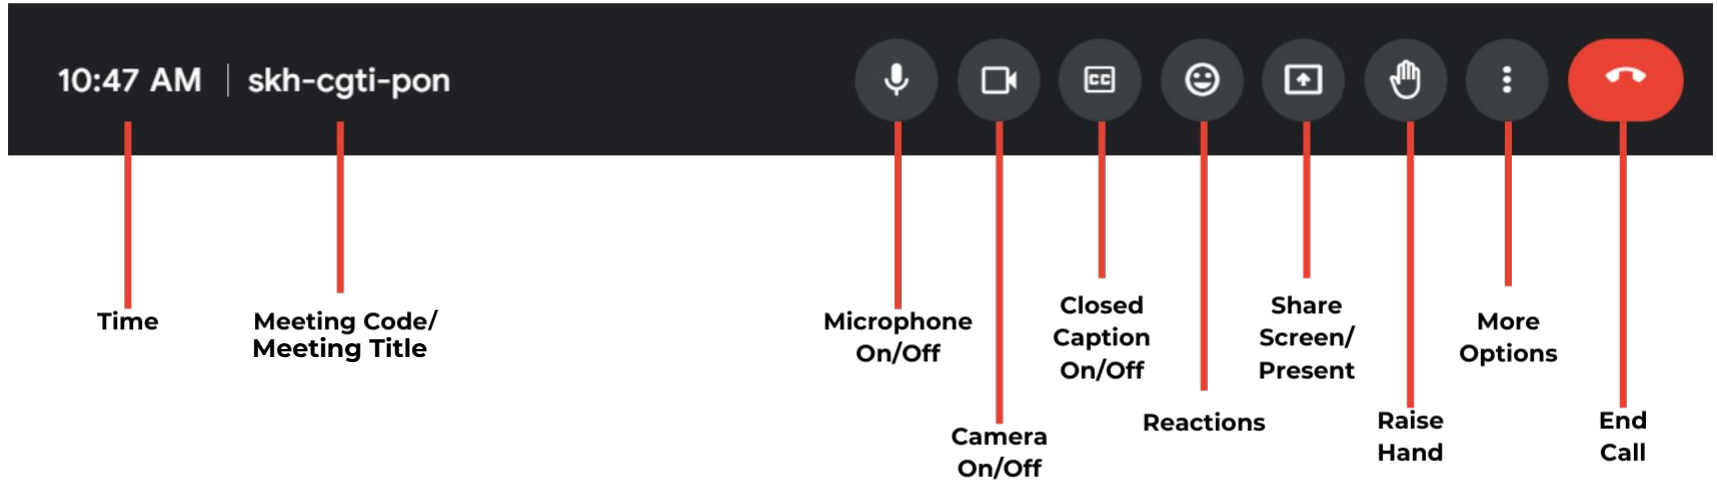 10:47 AM | skh-cgti-pon
CC
Time
Meeting Code/
Meeting Title
Microphone
On/Off
Camera
On/Off
Closed
Caption
On/Off
Reactions
Share
Screen/
Present
Raise
Hand
More
Options
End
Call